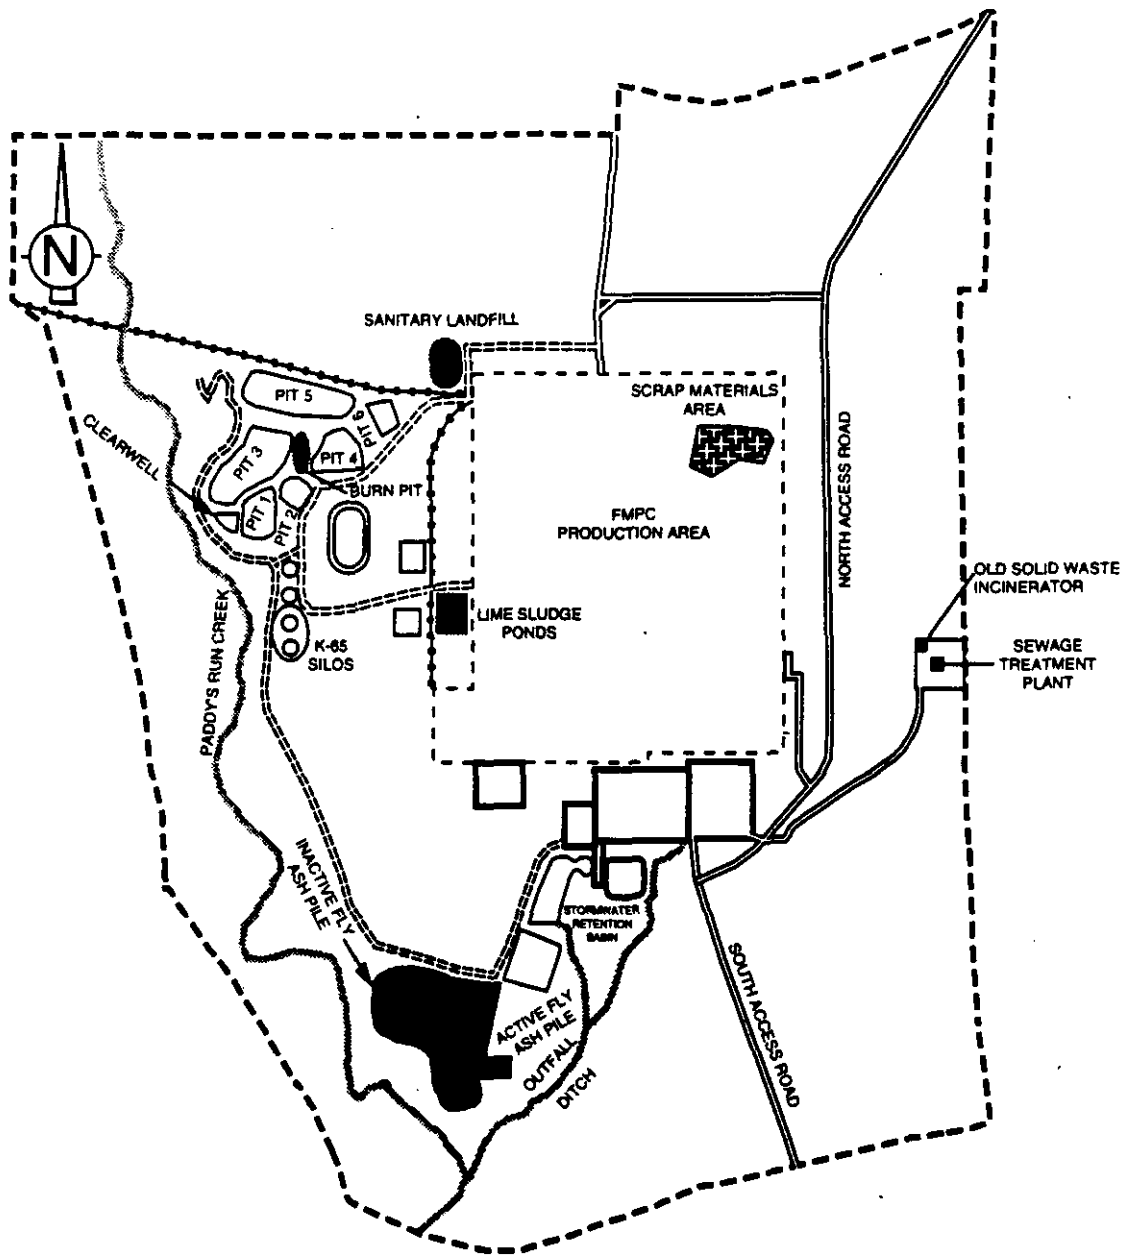 N
SANITARY LANDFILL
SCRAP MATERIALS
AREA
PIT 5
PIT 6
CLEARWELL
PIT 3
PIT 4
BURN PIT
PIT 1
PIT 2
FMPC
PRODUCTION AREA
NORTH ACCESS ROAD
OLD SOLID WASTE
INCINERATOR
LIME SLUDGE
PONDS
K-65
SILOS
SEWAGE
TREATMENT
PLANT
PADDY'S RUN CREEK
INACTIVE FLY
ASH PILE
STORMWATER
RETENTION
BASIN
SOUTH ACCESS ROAD
ACTIVE FLY
ASH PILE
OUTFALL
DITCH